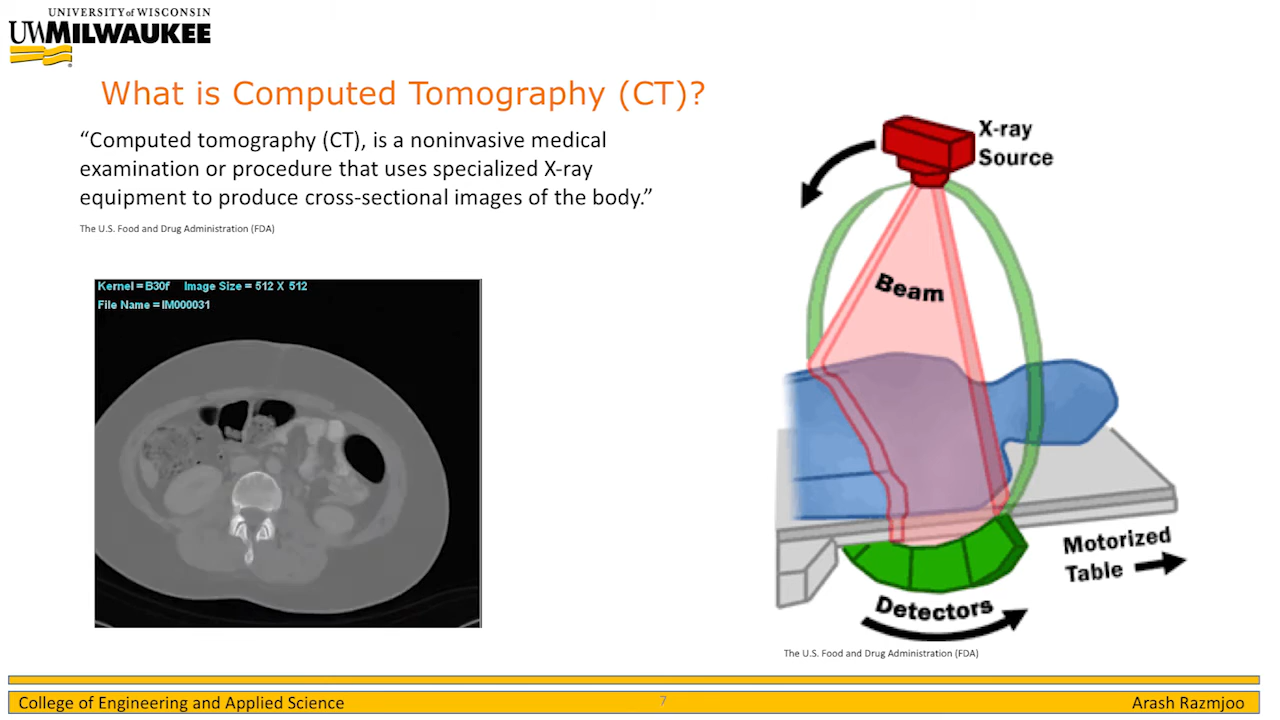 UNIVERSITY of WISCONSIN
UWMILWAUKEE
What is Computed Tomography (CT)?
“Computed tomography (CT), is a noninvasive medical
examination or procedure that uses specialized X-ray
equipment to produce cross-sectional images of the body.”
The U.S. Food and Drug Administration (FDA)
Kernel = B30f Image Size = 512 X 512
File Name = IM000031
X-ray
Source
Beam
Motorized
Table
Detectors
The U.S. Food and Drug Administration (FDA)
College of Engineering and Applied Science
7
Arash Razmjoo